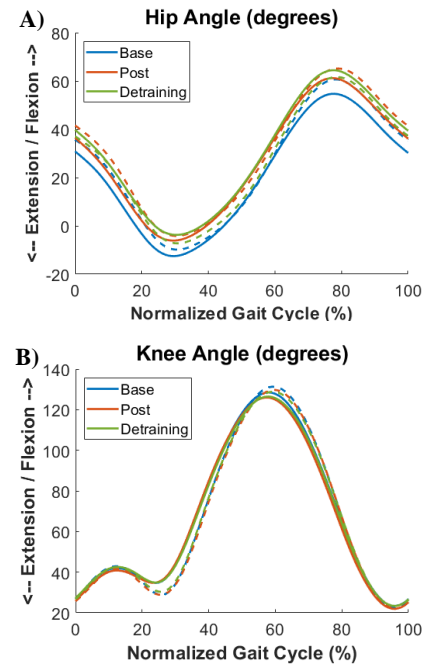 A)
Hip Angle (degrees)
<-- Extension / Flexion -->
80
60
40
20
0
-20
Base
Post
Detraining
0 20 40 60 80 100
Normalized Gait Cycle (%)
B)
Knee Angle (degrees)
<-- Extension / Flexion -->
140
120
100
80
60
40
20
Base
Post
Detraining
0 20 40 60 80 100
Normalized Gait Cycle (%)